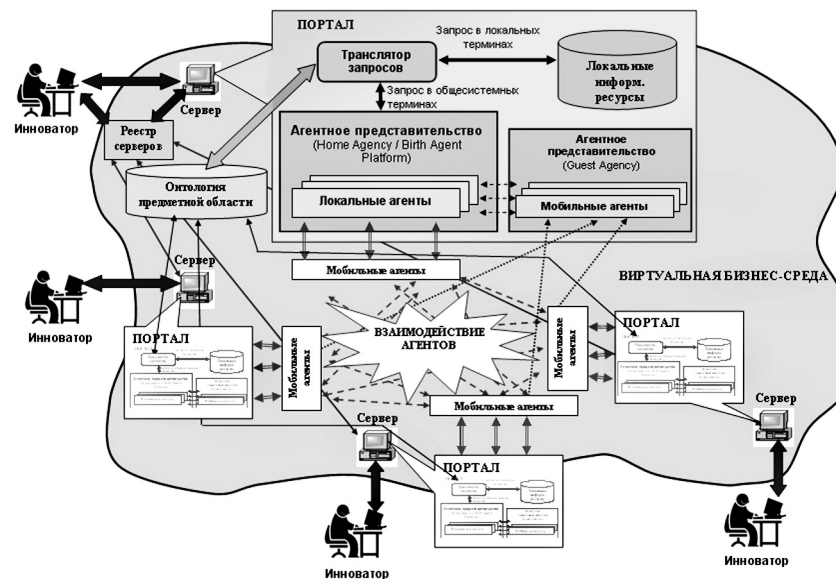 ПОРТАЛ
Запрос в локальных
терминах
Транслятор
запросов
Локальные
информ.
ресурсы
Запрос в общесистемных
терминах
Сервер
Инноватор
Реестр
серверов
Агентное представительство
(Home Agency / Birth Agent
Platform)
Локальные агенты
Агентное
представительство
(Guest Agency)
Мобильные агенты
Онтология
предметной области
Мобильные агенты
ВИРТУАЛЬНАЯ БИЗНЕС-СРЕДА
Сервер
Инноватор
ПОРТАЛ
Мобильные
агенты
ВЗАИМОДЕЙСТВИЕ
АГЕНТОВ
Мобильные
агенты
ПОРТАЛ
Мобильные агенты
Сервер
Сервер
ПОРТАЛ
Инноватор
Инноватор